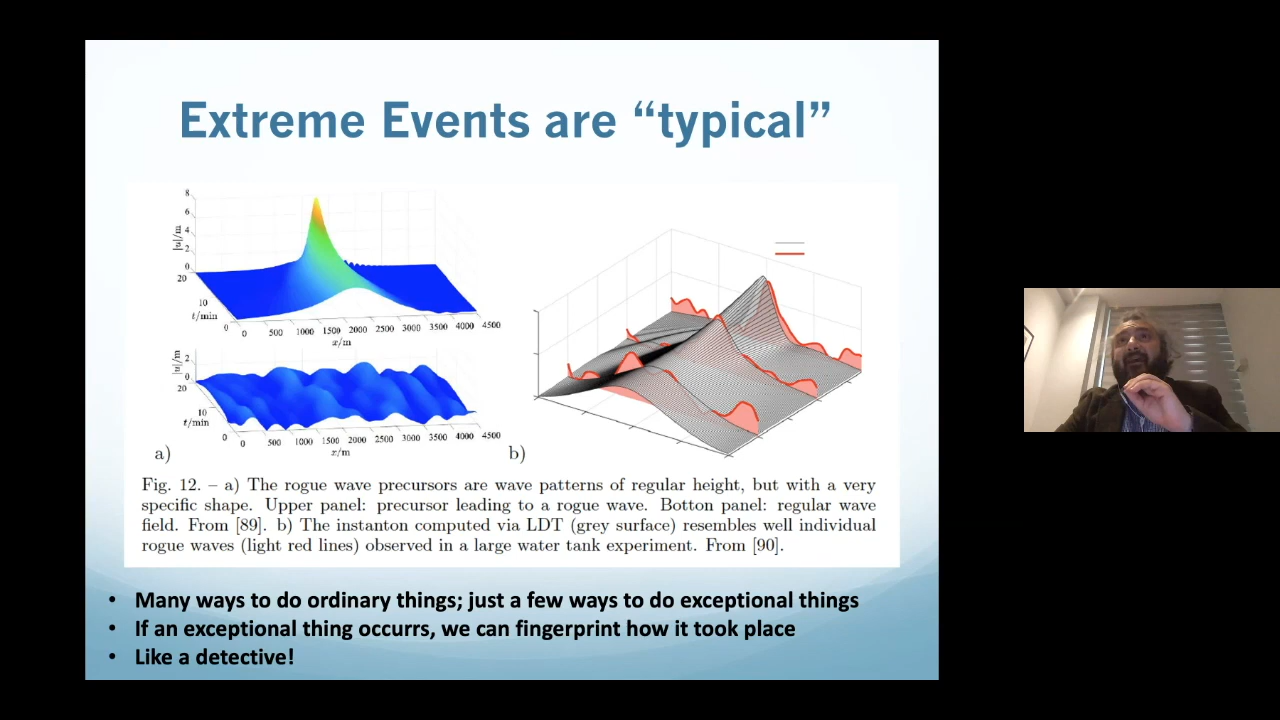 Extreme Events are “typical”
8
6
4
2
0
|u|/m
20
10
0
t/min
0 500 1000 1500 2000 2500 3000 3500 4000 4500
x/m
2
0
|u|/m
20
10
0
t/min
0 500 1000 1500 2000 2500 3000 3500 4000 4500
x/m
a)
b)
Fig. 12. – a) The rogue wave precursors are wave patterns of regular height, but with a very
specific shape. Upper panel: precursor leading to a rogue wave. Botton panel: regular wave
field. From [89]. b) The instanton computed via LDT (grey surface) resembles well individual
rogue waves (light red lines) observed in a large water tank experiment. From [90].
• Many ways to do ordinary things; just a few ways to do exceptional things
• If an exceptional thing occurrs, we can fingerprint how it took place
• Like a detective!